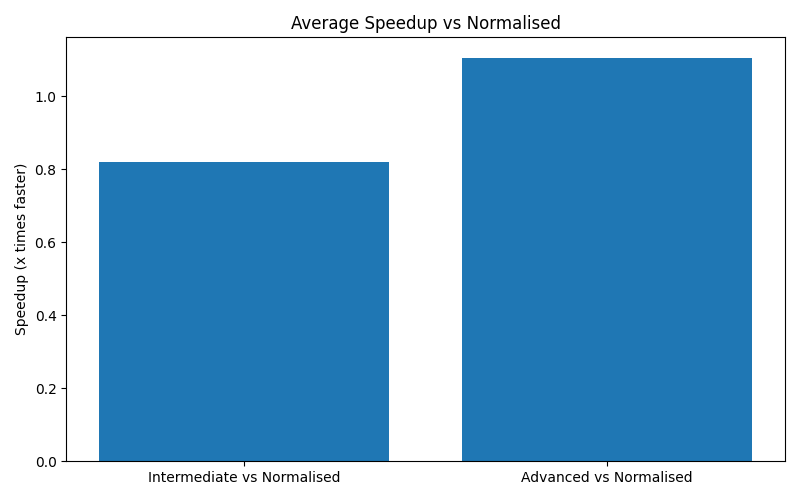 Average Speedup vs Normalised
Speedup (x times faster)
1.0
0.8
0.6
0.4
0.2
0.0
Intermediate vs Normalised
Advanced vs Normalised